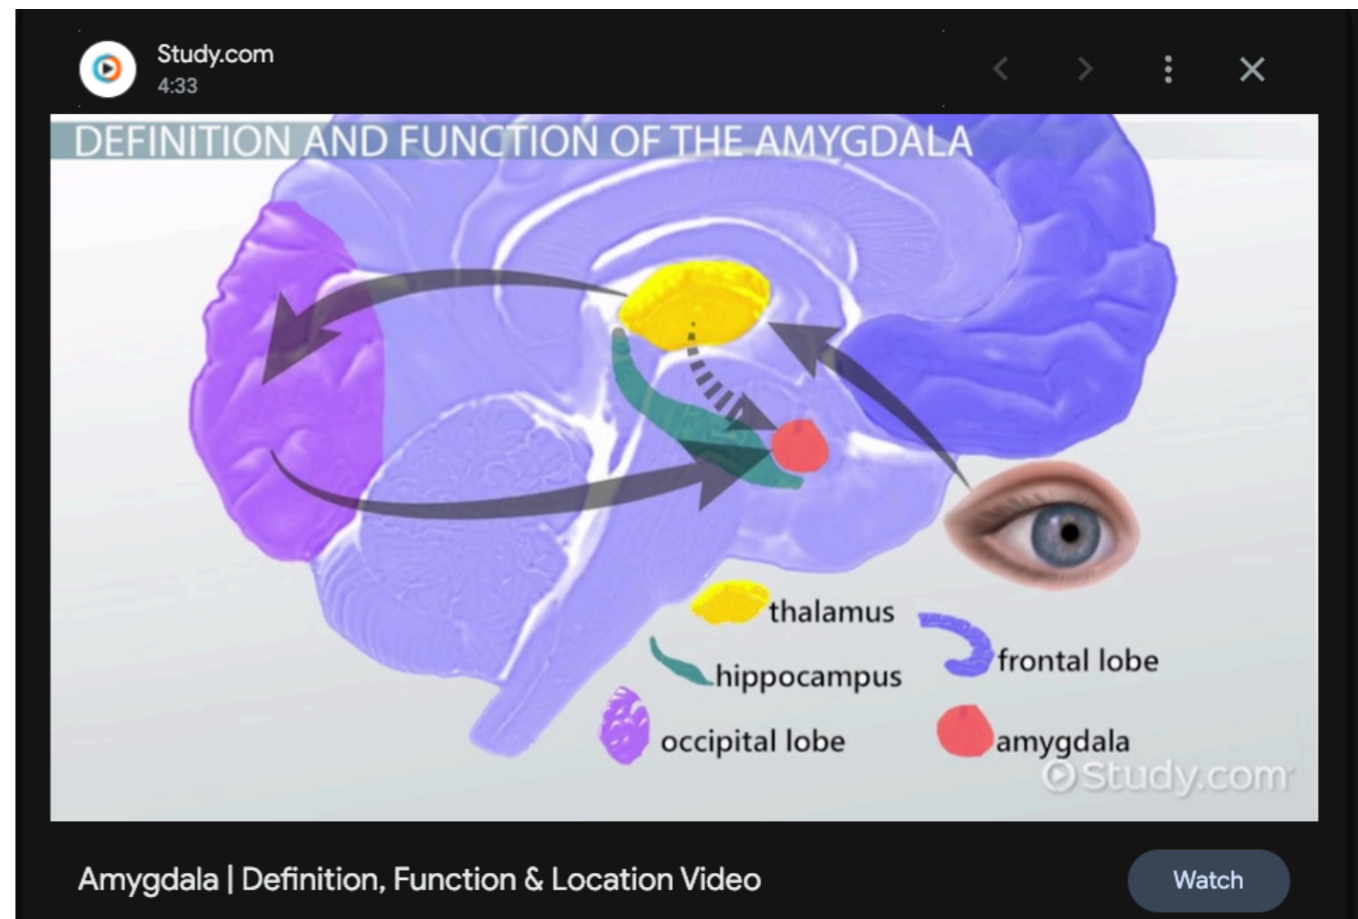 Study.com
4:33
DEFINITION AND FUNCTION OF THE AMYGDALA
thalamus
frontal lobe
hippocampus
occipital lobe
amygdala
Study.com
Amygdala | Definition, Function & Location Video
Watch